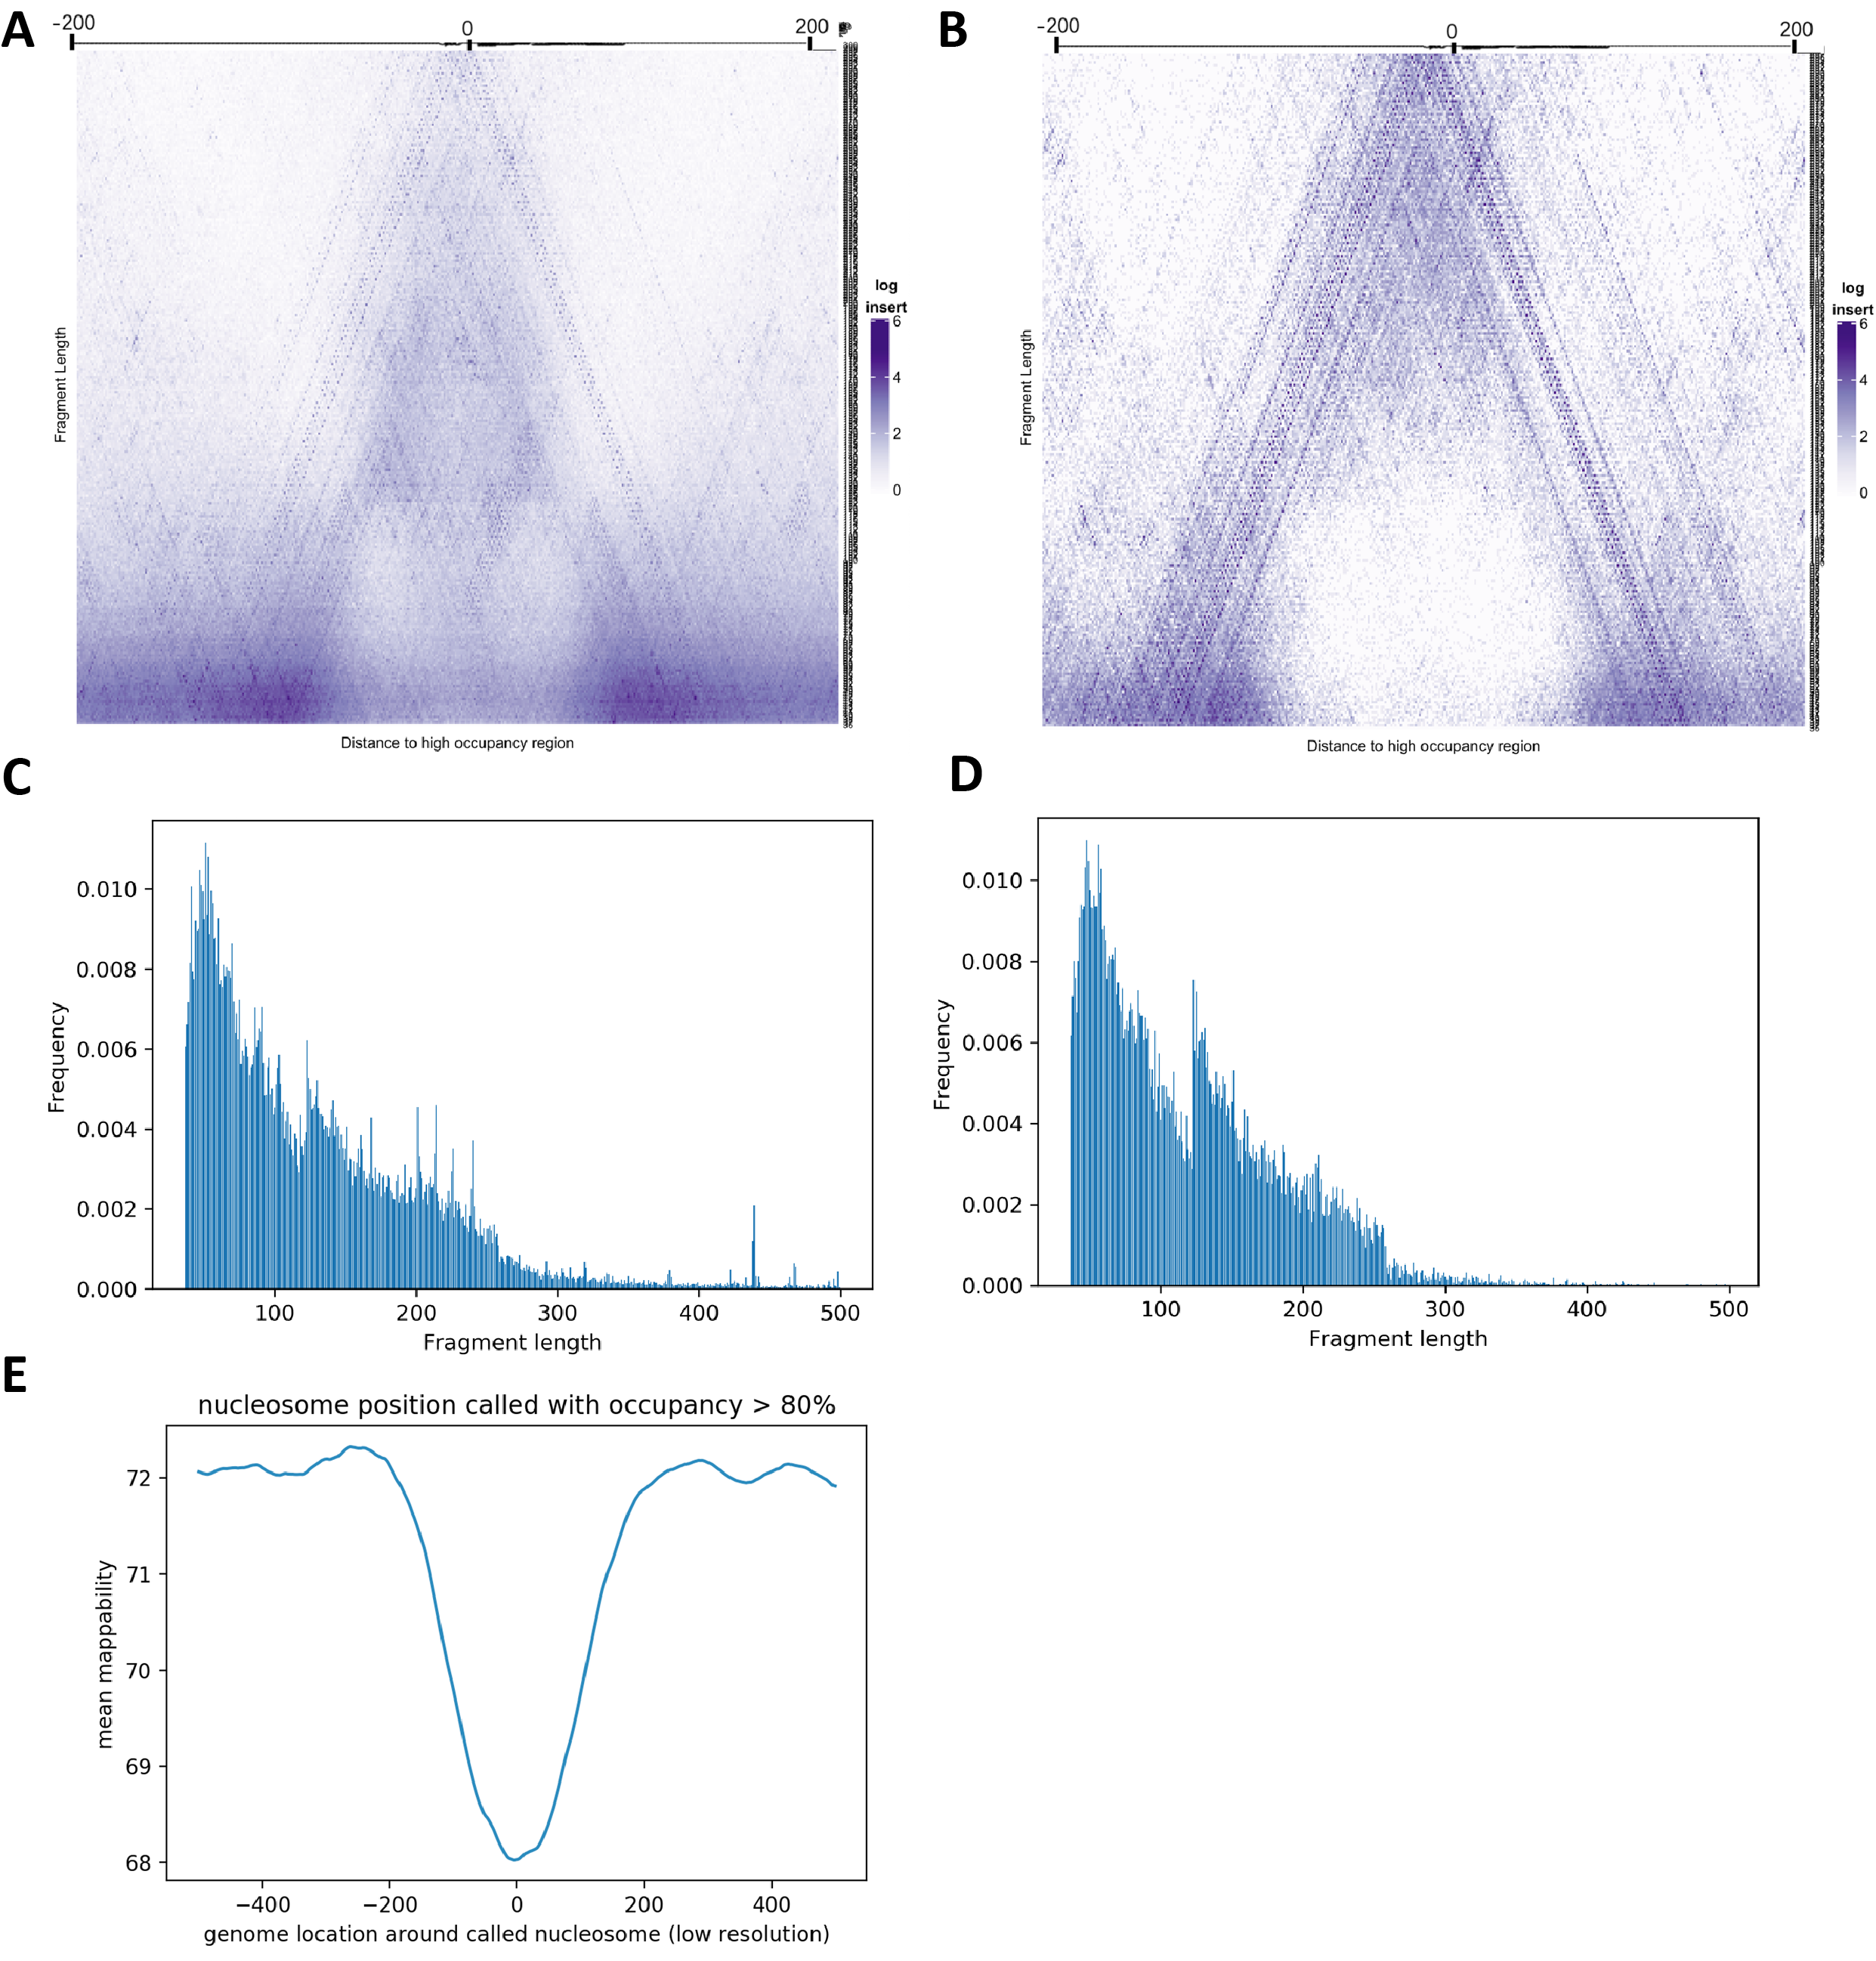 A
-200
0
200
Fragment Length
log
insert
6
4
2
0
Distance to high occupancy region
B
-200
0
200
Fragment Length
log
insert
6
4
2
0
Distance to high occupancy region
C
0.010
0.008
0.006
0.004
0.002
0.000
Frequency
100 200 300 400 500
Fragment length
D
0.010
0.008
0.006
0.004
0.002
0.000
Frequency
100 200 300 400 500
Fragment length
E
nucleosome position called with occupancy > 80%
72
71
70
69
68
mean mappability
−400 −200 0 200 400
genome location around called nucleosome (low resolution)